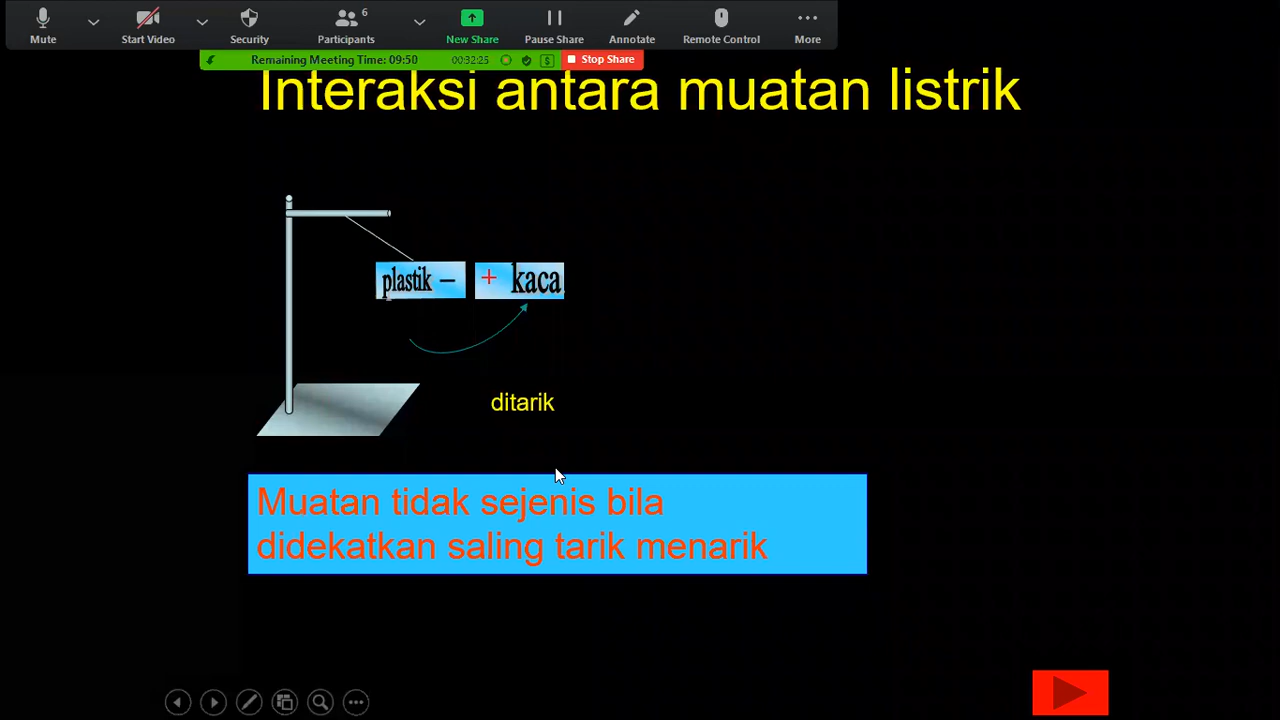 Mute
Start Video
Security
6
Participants
New Share
Pause Share
Annotate
Remote Control
More
Remaining Meeting Time: 09:50
00:32:25
Stop Share
Interaksi antara muatan listrik
plastik –
+ kaca
ditarik
Muatan tidak sejenis bila
didekatkan saling tarik menarik